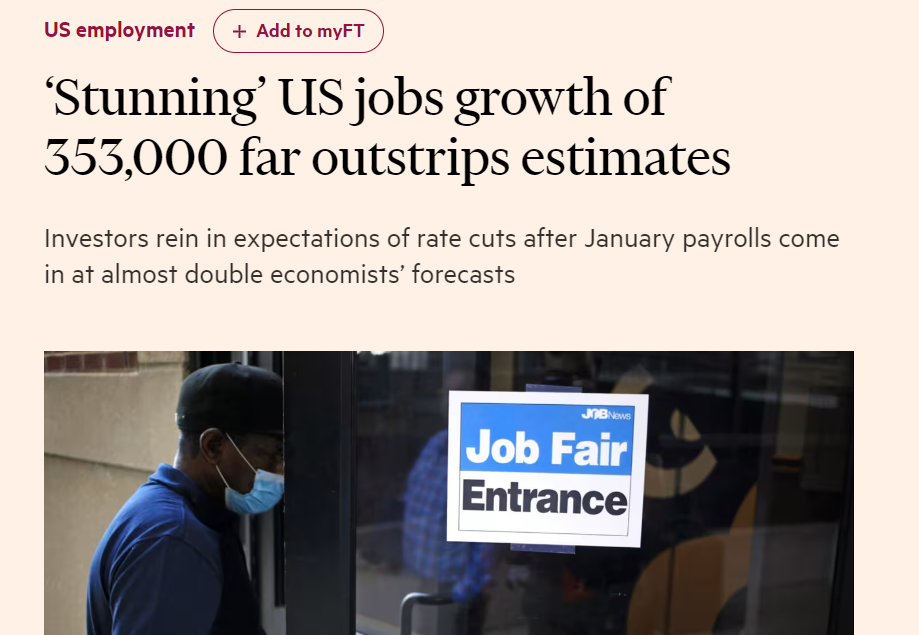 US employment
+ Add to myFT
‘Stunning’ US jobs growth of
353,000 far outstrips estimates
Investors rein in expectations of rate cuts after January payrolls come
in at almost double economists’ forecasts
JOBNews
Job Fair
Entrance